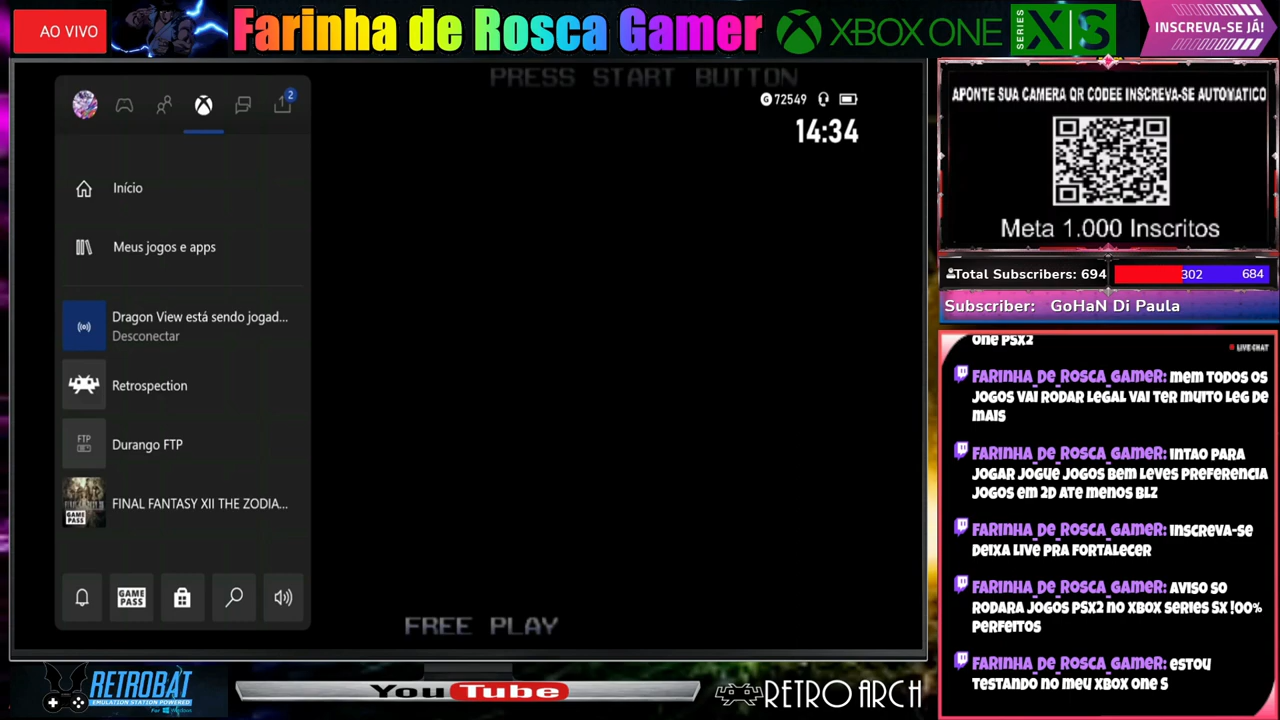 AO VIVO
Farinha de Rosca Gamer
XBOX ONE
SERIES X|S
INSCREVA-SE JÁ!
PRESS START BUTTON
2
G 72549
14:34
Início
Meus jogos e apps
Dragon View está sendo jogad...
Desconectar
Retrospection
FTP
Durango FTP
GAME PASS
FINAL FANTASY XII THE ZODIA...
GAME PASS
FREE PLAY
APONTE SUA CAMERA QR CODEE INSCREVA-SE AUTOMATICO
Meta 1.000 Inscritos
Total Subscribers: 694
302
684
Subscriber: GoHaN Di Paula
LIVE CHAT
one PSX2
Farinha_de_Rosca_Gamer: mem todos os
jogos vai rodar legal vai ter muito leg de
mais
Farinha_de_Rosca_Gamer: intao para
jogar jogue jogos bem leves preferencia
jogos em 2D ate menos blz
Farinha_de_Rosca_Gamer: inscreva-se
deixa live pra fortalecer
Farinha_de_Rosca_Gamer: aviso so
rodara jogos PSX2 no xbox series SX !00%
perfeitos
Farinha_de_Rosca_Gamer: estou
testando no meu xbox one s
RETROBAT
EMULATION STATION POWERED
For Windows
YouTube
RETRO ARCH